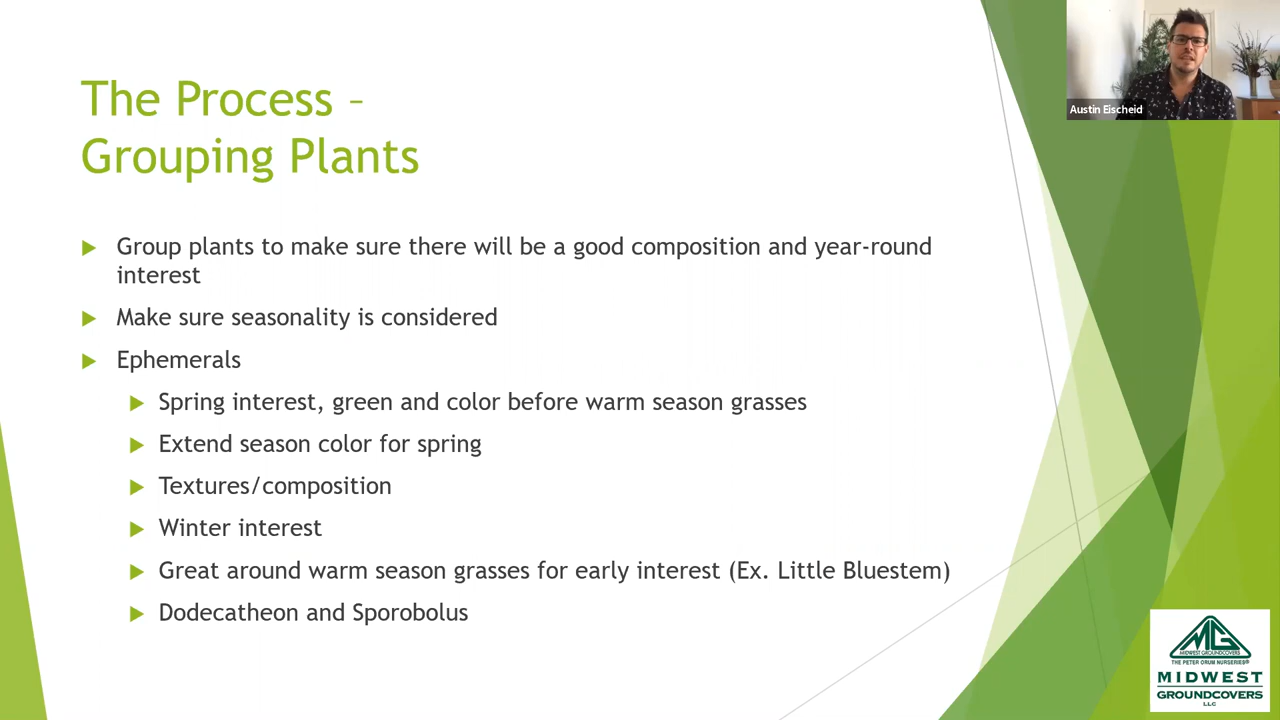 The Process –
Grouping Plants
Group plants to make sure there will be a good composition and year-round
interest
Make sure seasonality is considered
Ephemerals
Spring interest, green and color before warm season grasses
Extend season color for spring
Textures/composition
Winter interest
Great around warm season grasses for early interest (Ex. Little Bluestem)
Dodecatheon and Sporobolus
Austin Eischeid
MG
MIDWEST GROUNDCOVERS
THE PETER ORUM NURSERIES®
MIDWEST
GROUNDCOVERS
LLC